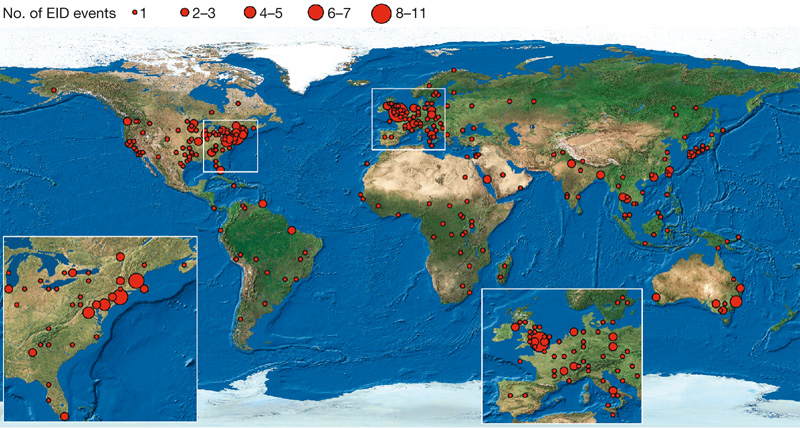 No. of EID events 1 2–3 4–5 6–7 8–11